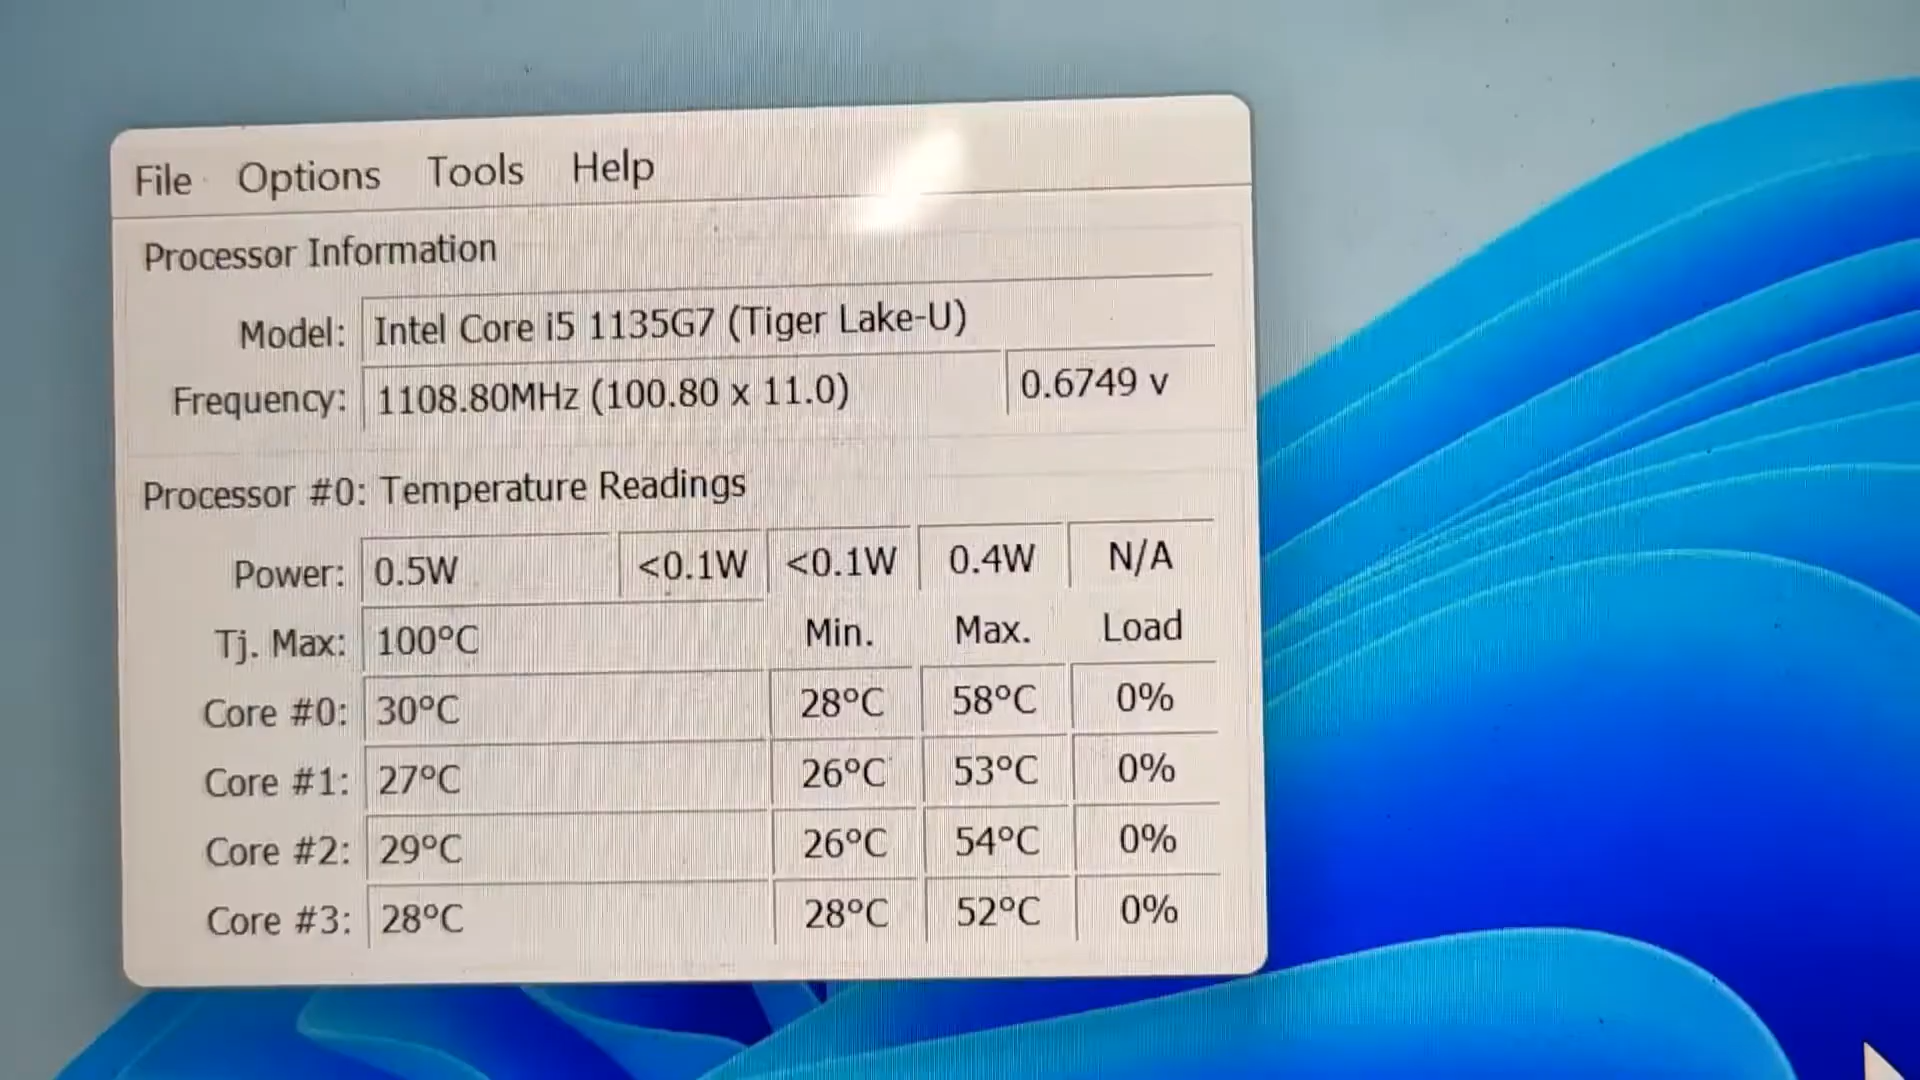 File Options Tools Help
Processor Information
Model: Intel Core i5 1135G7 (Tiger Lake-U)
Frequency: 1108.80MHz (100.80 x 11.0) 0.6749 v
Processor #0: Temperature Readings
Power: 0.5W <0.1W <0.1W 0.4W N/A
Tj. Max: 100°C Min. Max. Load
Core #0: 30°C 28°C 58°C 0%
Core #1: 27°C 26°C 53°C 0%
Core #2: 29°C 26°C 54°C 0%
Core #3: 28°C 28°C 52°C 0%